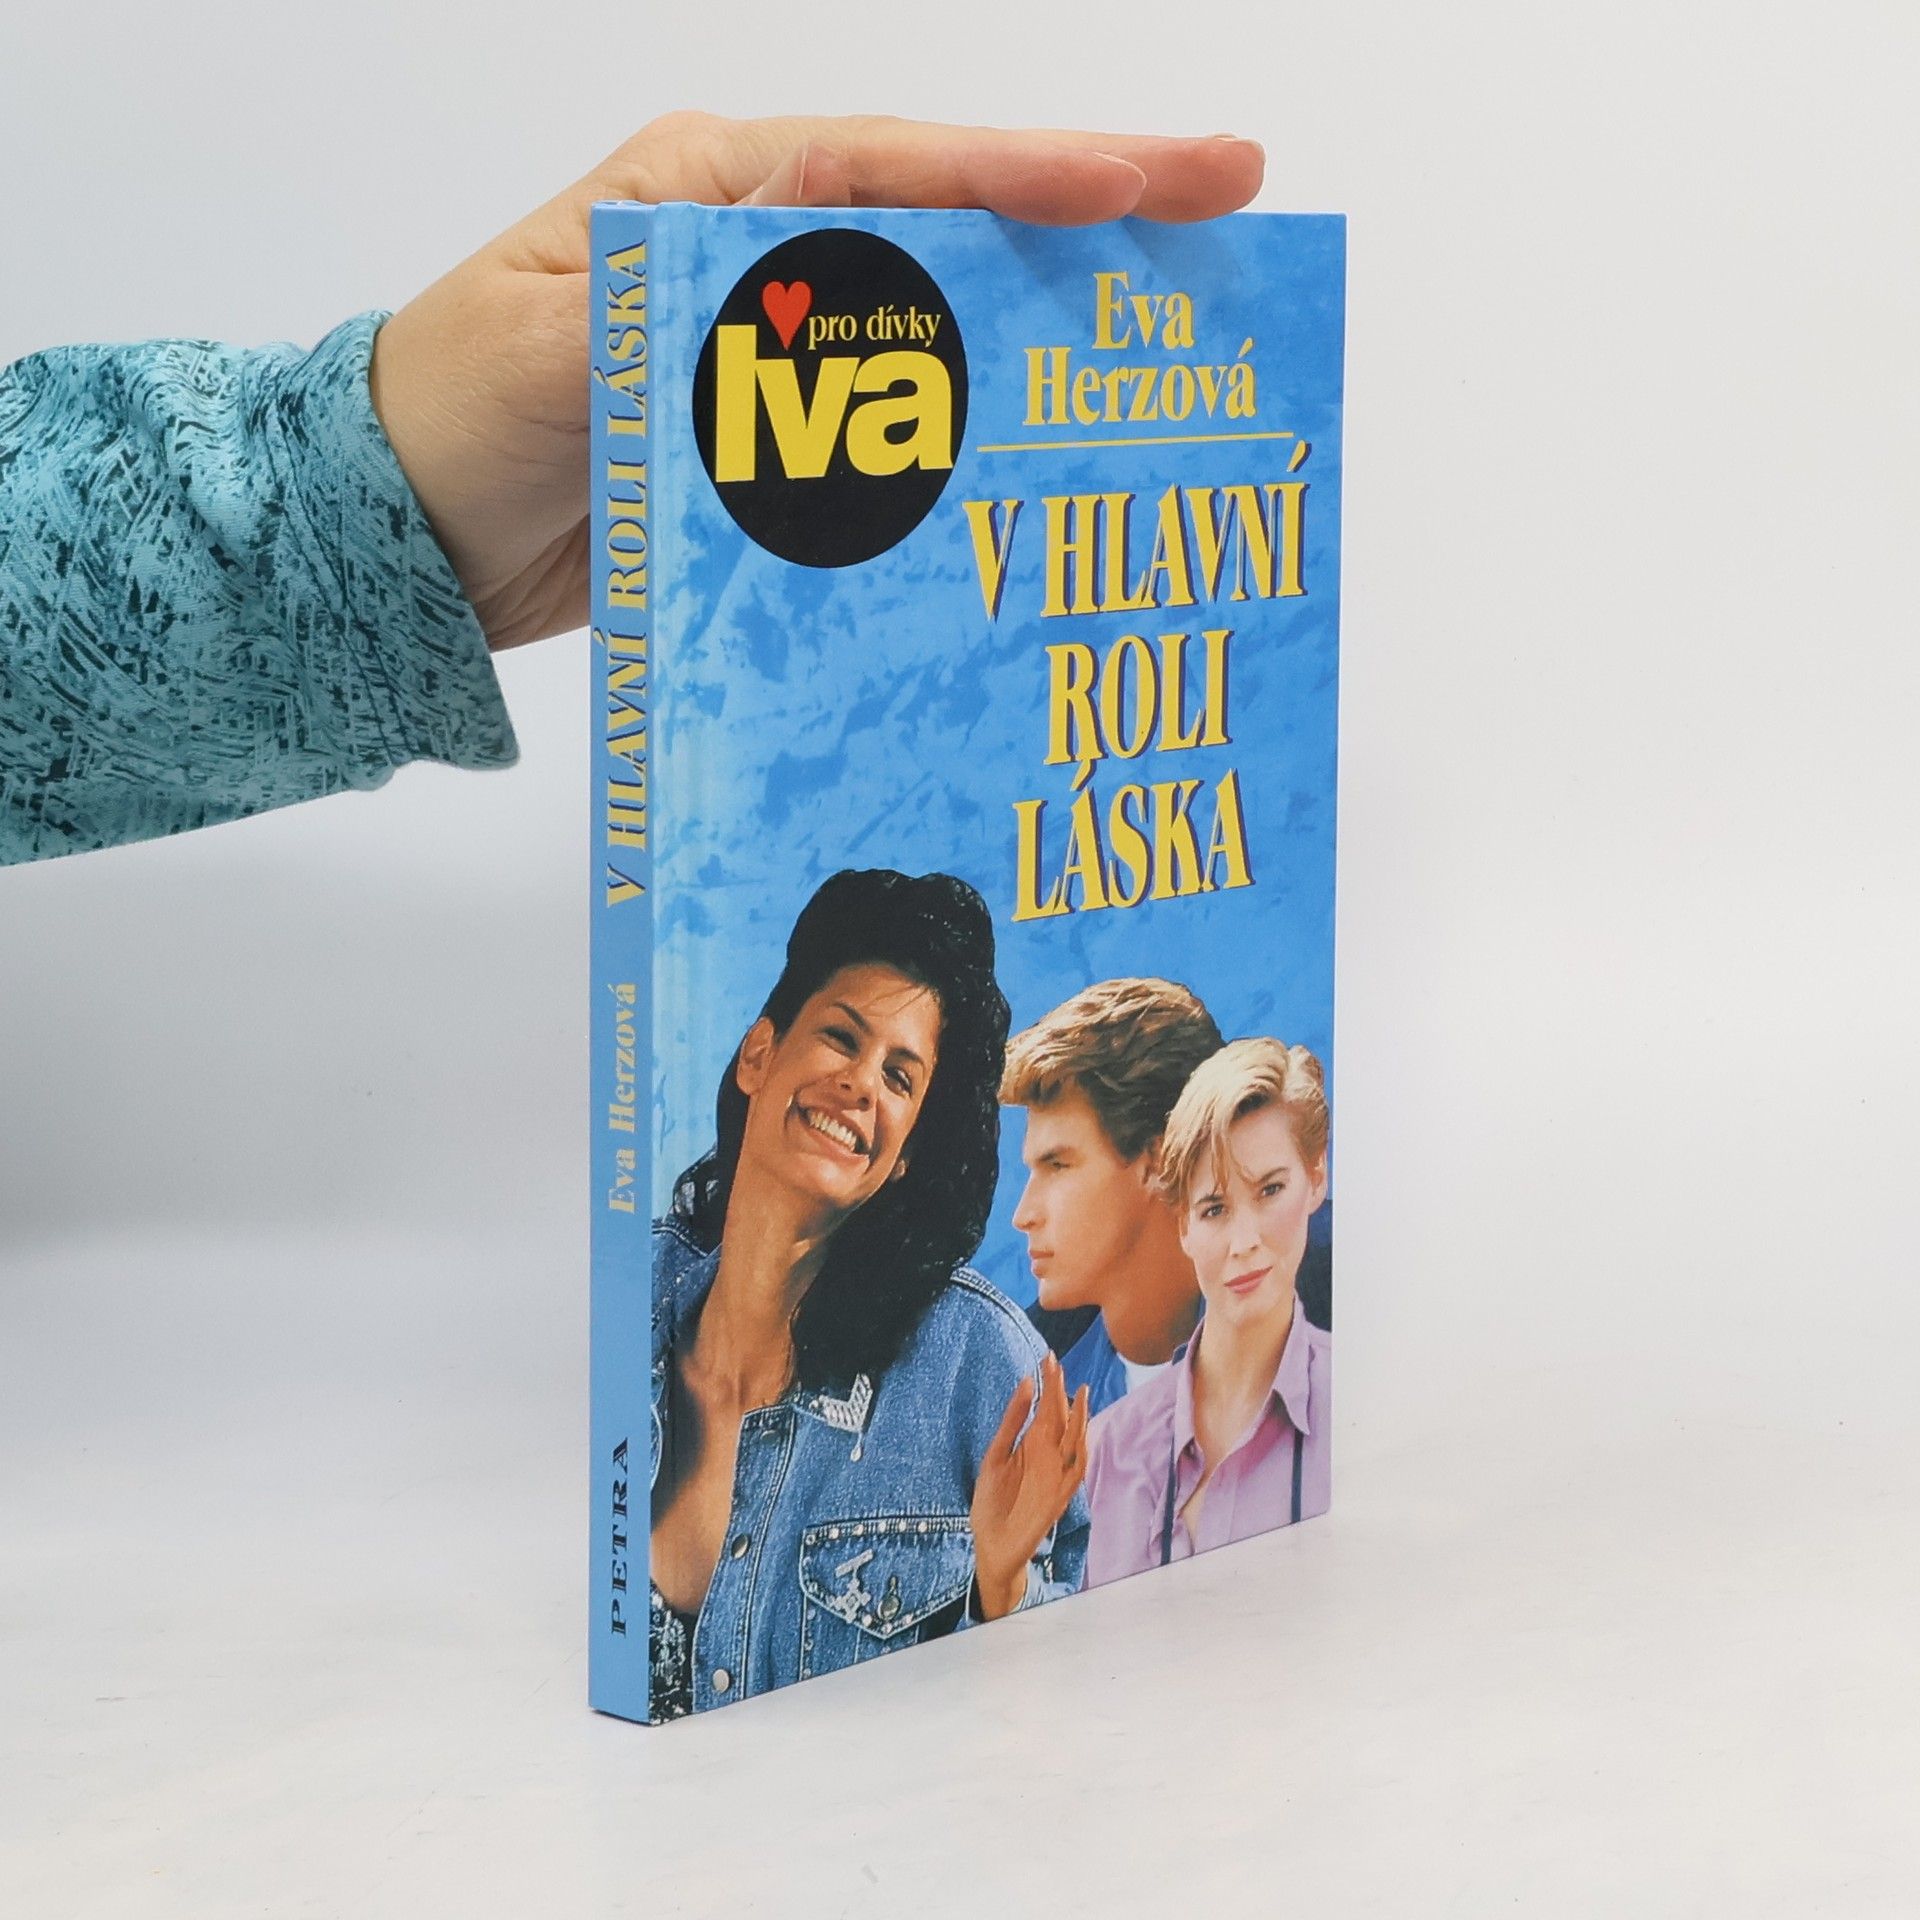 V HLAVNÍ ROLI LÁSKA
Eva Herzová
PETRA
pro dívky
Iva
Eva
Herzová
V HLAVNÍ
ROLI
LÁSKA